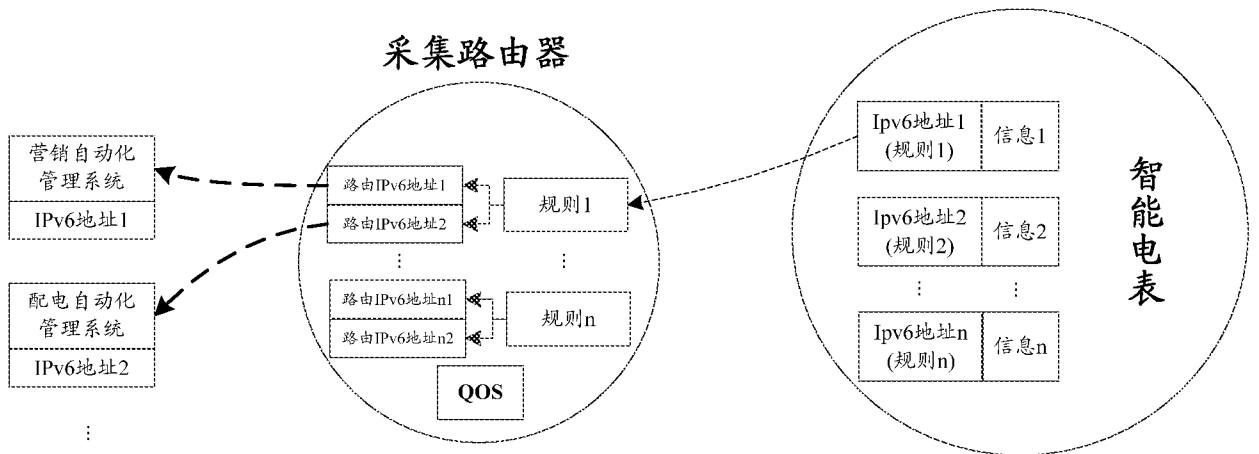 采集路由器
营销自动化
管理系统
IPv6地址1
配电自动化
管理系统
IPv6地址2
⋮
路由IPv6地址1
路由IPv6地址2
⋮
路由IPv6地址n1
路由IPv6地址n2
规则1
⋮
规则n
QOS
Ipv6地址1
(规则1)
信息1
Ipv6地址2
(规则2)
信息2
⋮
⋮
Ipv6地址n
(规则n)
信息n
智能电表